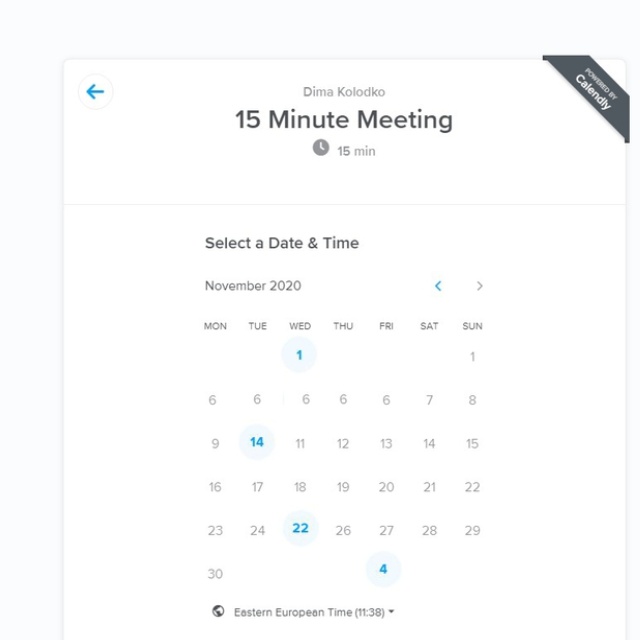 POWERED BY
Calendly
Dima Kolodko
15 Minute Meeting
15 min
Select a Date & Time
November 2020
MON TUE WED THU FRI SAT SUN
1 1
6 6 6 6 6 7 8
9 14 11 12 13 14 15
16 17 18 19 20 21 22
23 24 22 26 27 28 29
30 4
Eastern European Time (11:38)